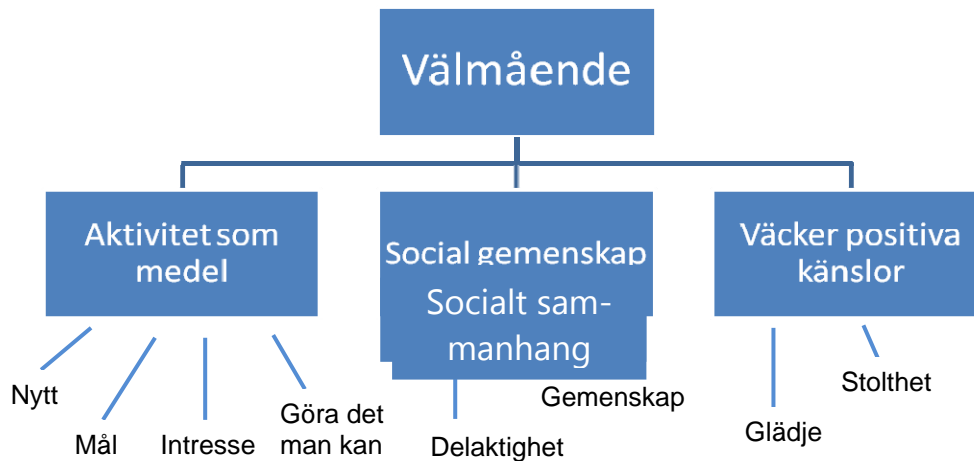 Välmående
Aktivitet som
medel
Social gemenskap
Socialt sam-
manhang
Väcker positiva
känslor
Nytt
Mål
Intresse
Göra det
man kan
Delaktighet
Gemenskap
Glädje
Stolthet